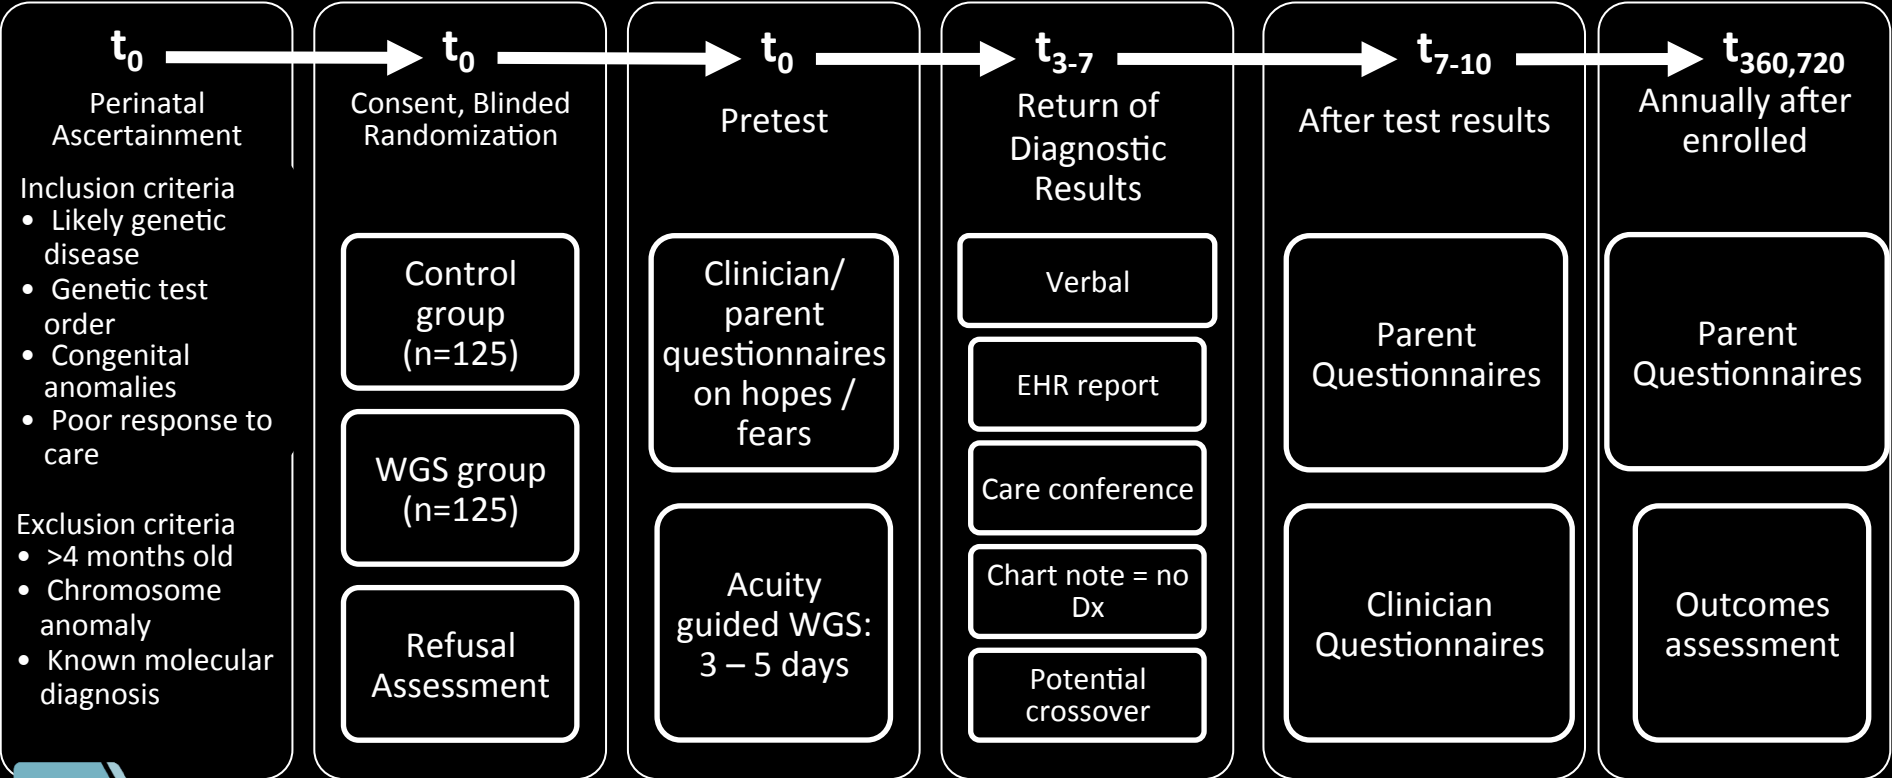 t0
Perinatal
Ascertainment
Inclusion criteria
• Likely genetic
disease
• Genetic test
order
• Congenital
anomalies
• Poor response to
care
Exclusion criteria
• >4 months old
• Chromosome
anomaly
• Known molecular
diagnosis
t0
Consent, Blinded
Randomization
Control
group
(n=125)
WGS group
(n=125)
Refusal
Assessment
t0
Pretest
Clinician/
parent
questionnaires
on hopes /
fears
Acuity
guided WGS:
3 – 5 days
t3-7
Return of
Diagnostic
Results
Verbal
EHR report
Care conference
Chart note = no
Dx
Potential
crossover
t7-10
After test results
Parent
Questionnaires
Clinician
Questionnaires
t360,720
Annually after
enrolled
Parent
Questionnaires
Outcomes
assessment